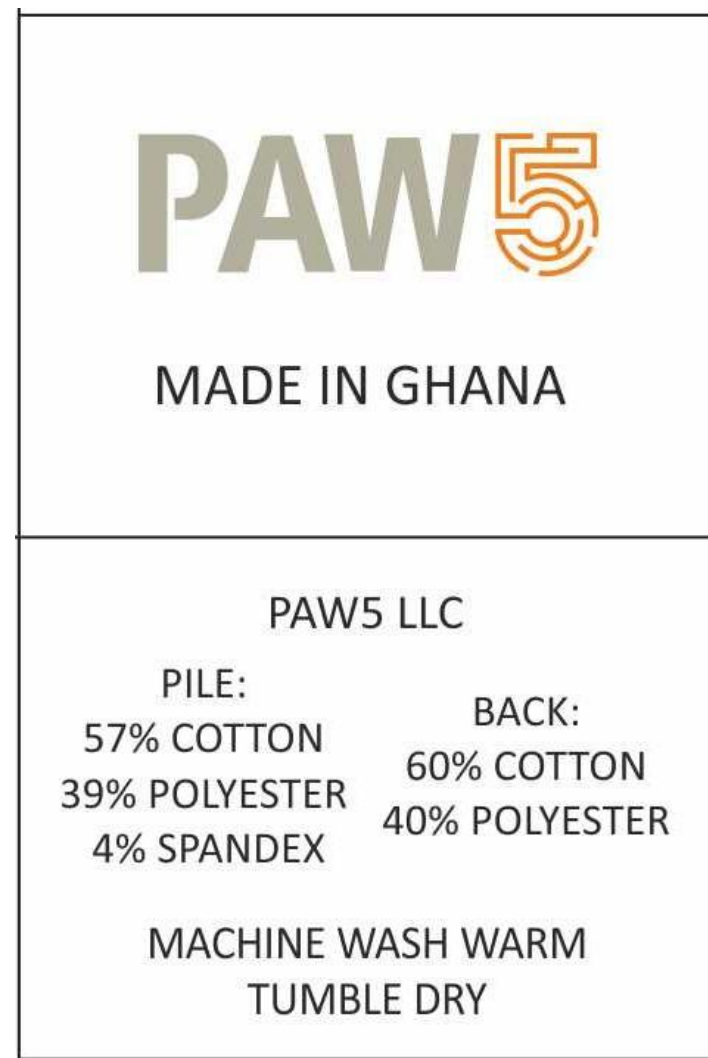 PAW5
MADE IN GHANA
PAW5 LLC
PILE:
57% COTTON
39% POLYESTER
4% SPANDEX
BACK:
60% COTTON
40% POLYESTER
MACHINE WASH WARM
TUMBLE DRY